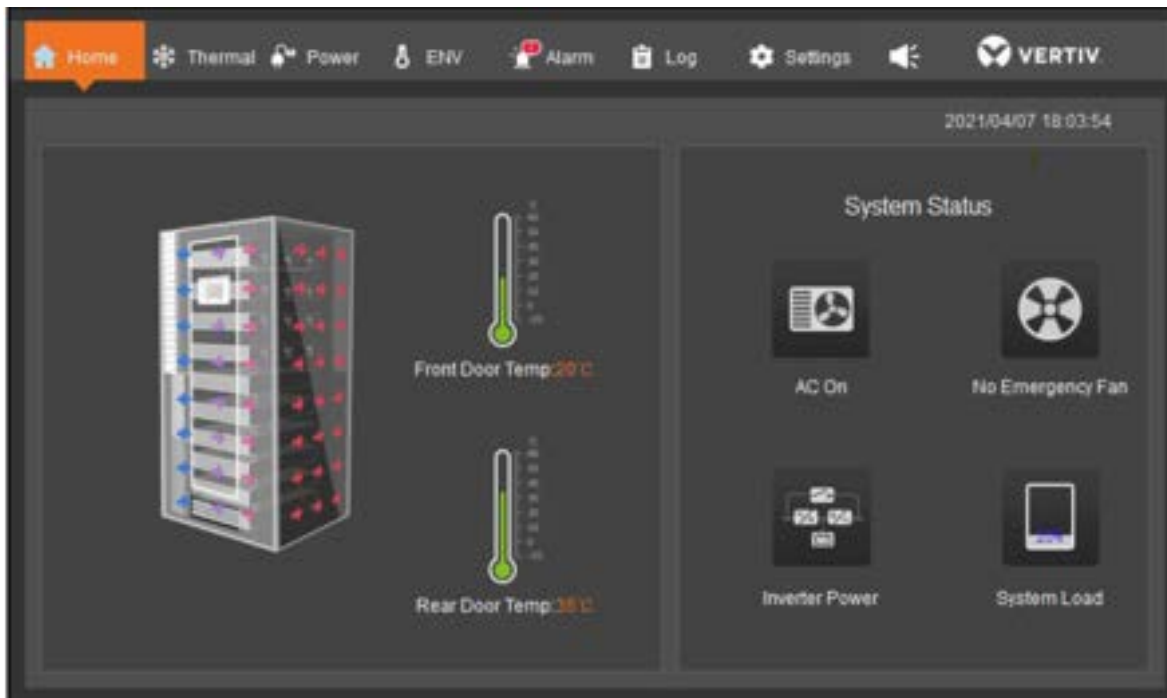 Home Thermal Power ENV Alarm Log Settings VERTIV
2021/04/07 18:03:54
System Status
Front Door Temp:20°C
AC On No Emergency Fan
Rear Door Temp:35°C
Inverter Power System Load